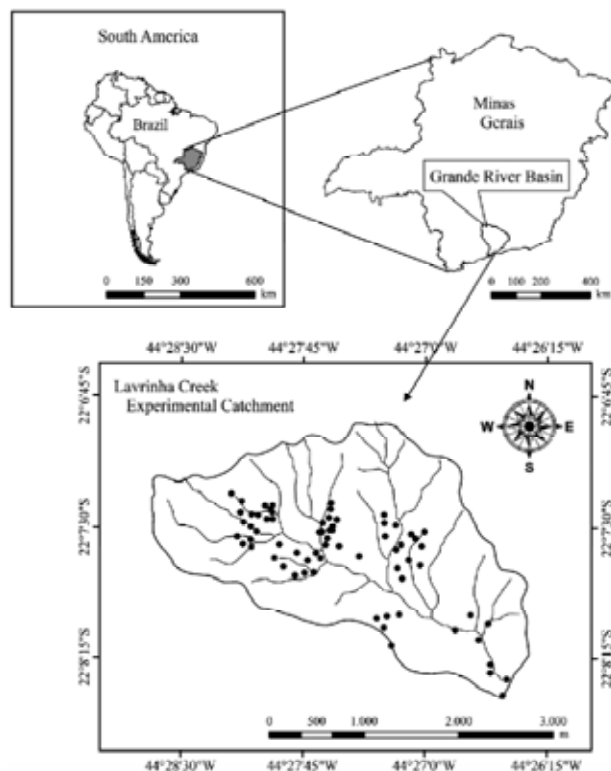 South America
Brazil
0 150 300 600
km
Minas
Gerais
Grande River Basin
0 100 200 400
km
44°28'30"W 44°27'45"W 44°27'0"W 44°26'15"W
Lavrinha Creek
Experimental Catchment
N
W E
S
22°6'45"S 22°6'45"S
22°7'30"S 22°7'30"S
22°8'15"S 22°8'15"S
0 500 1.000 2.000 3.000
m
44°28'30"W 44°27'45"W 44°27'0"W 44°26'15"W